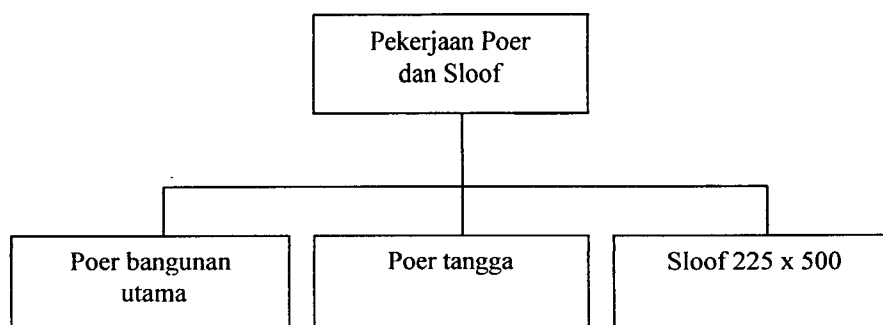 Pekerjaan Poer
dan Sloof
Poer bangunan
utama
Poer tangga
Sloof 225 x 500